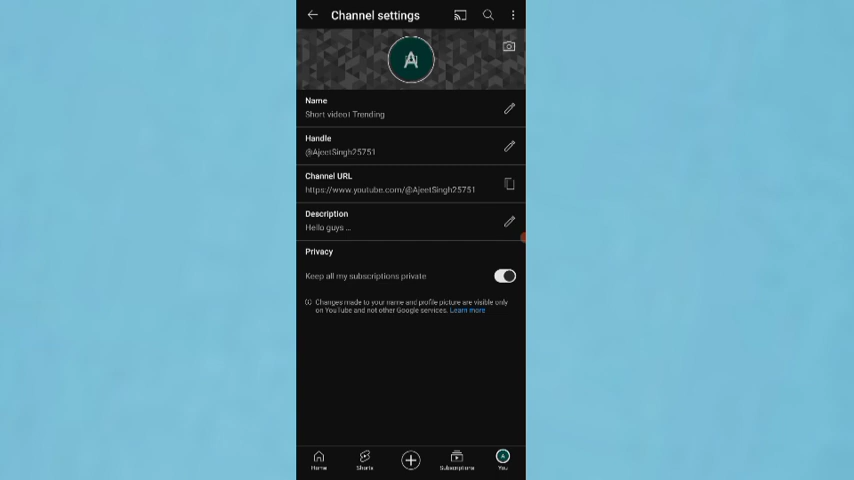 Channel settings
A
Name
Short video1 Trending
Handle
@AjeetSingh25751
Channel URL
https://www.youtube.com/@AjeetSingh25751
Description
Hello guys ...
Privacy
Keep all my subscriptions private
Changes made to your name and profile picture are visible only
on YouTube and not other Google services. Learn more
Home
Shorts
Subscriptions
A
You